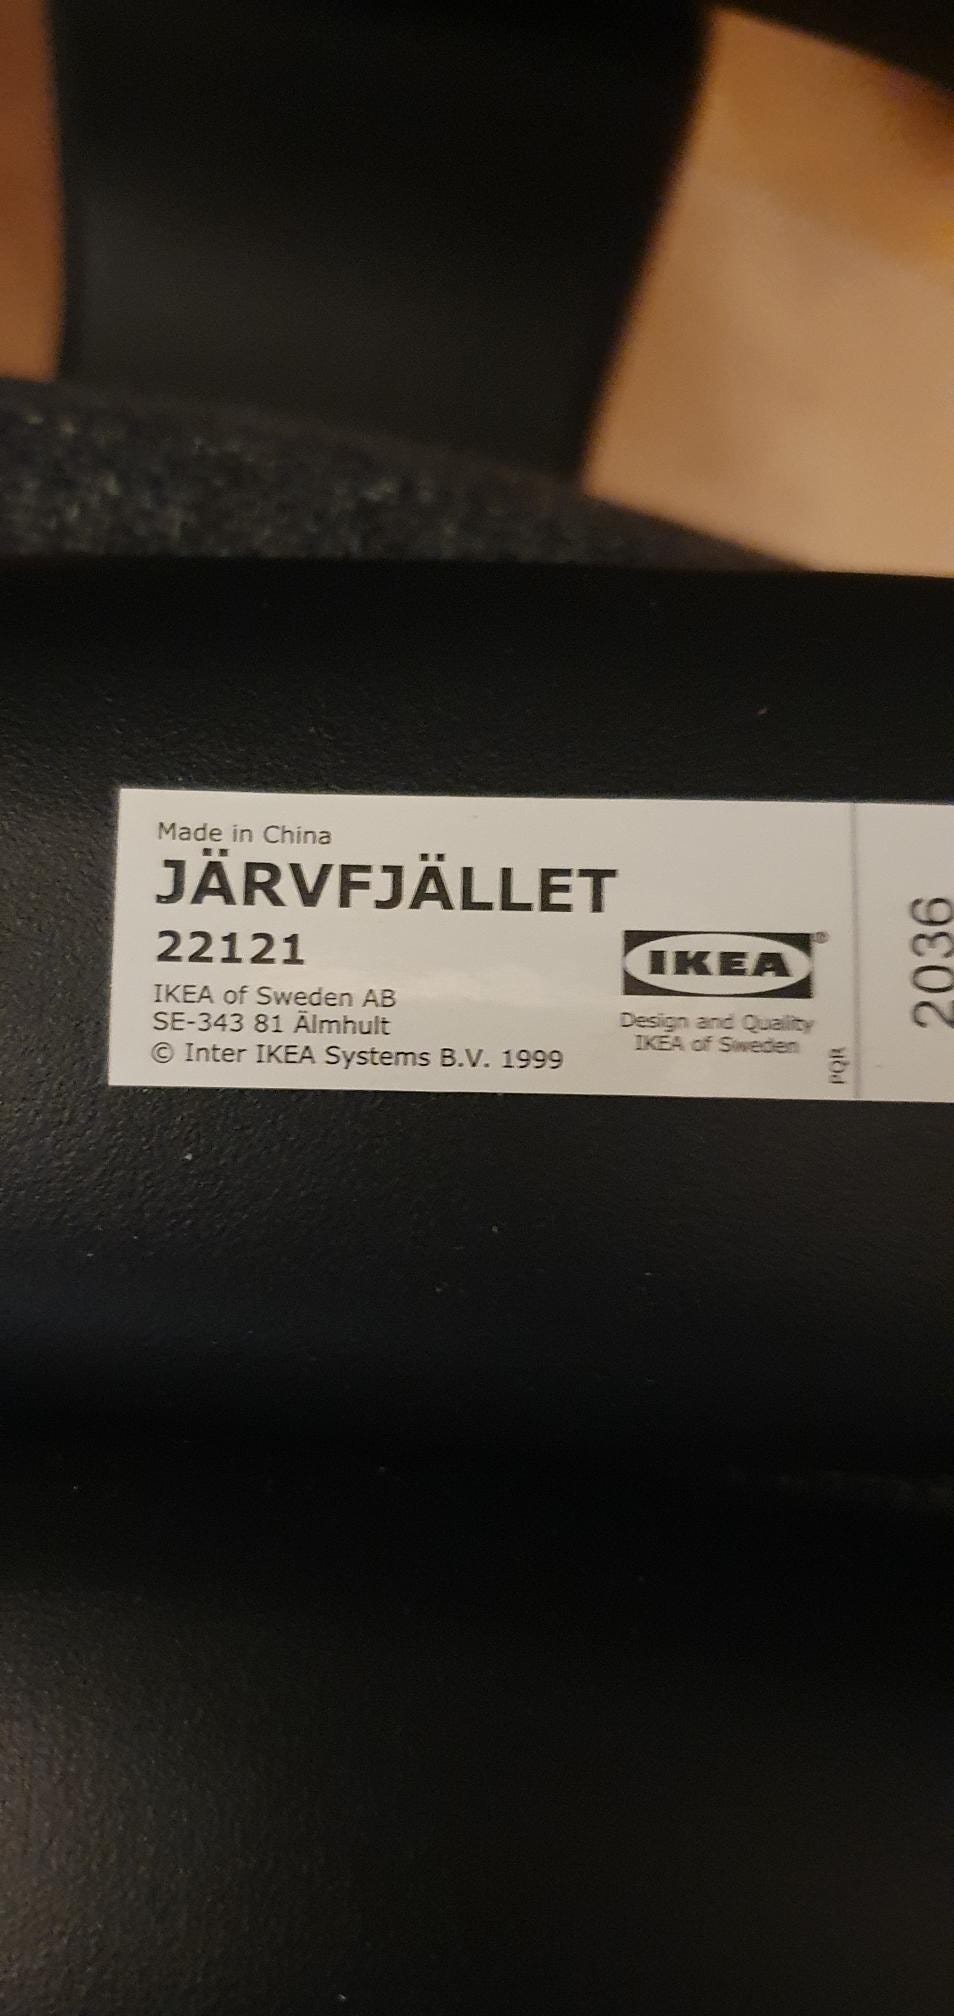 Made in China
JÄRVFJÄLLET
22121
IKEA of Sweden AB
SE-343 81 Älmhult
© Inter IKEA Systems B.V. 1999
IKEA®
Design and Quality
IKEA of Sweden
PQR
2036